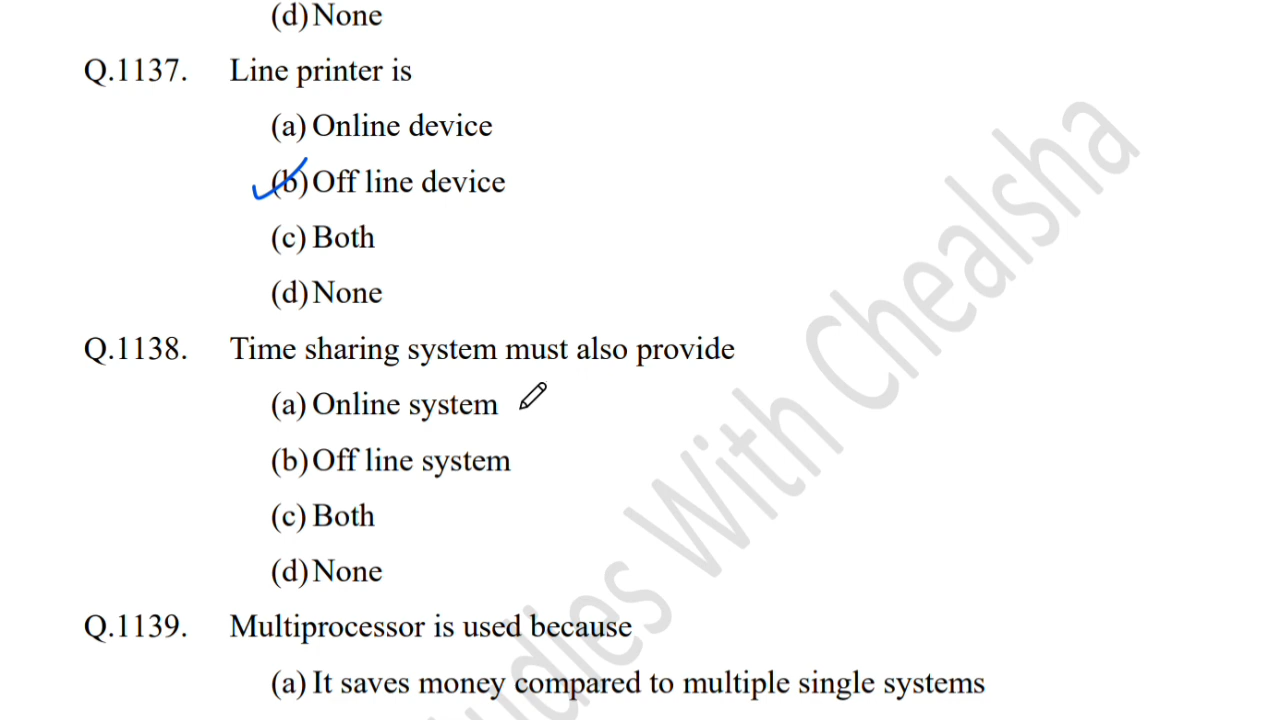 (d) None
Q.1137. Line printer is
(a) Online device
(b) Off line device
(c) Both
(d) None
Q.1138. Time sharing system must also provide
(a) Online system
(b) Off line system
(c) Both
(d) None
Q.1139. Multiprocessor is used because
(a) It saves money compared to multiple single systems
With Chealsha